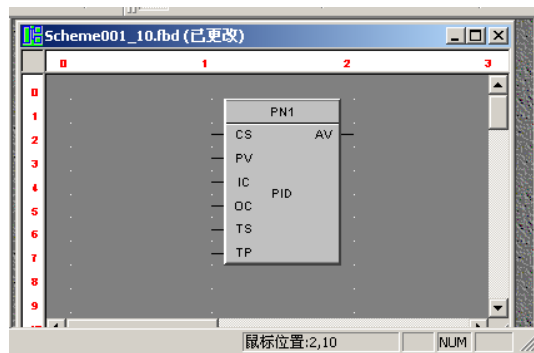 Scheme001_10.fbd (已更改)
0 1 2 3
0
1
2
3
4
5
6
7
8
9
PN1
CS AV
PV
IC
PID
OC
TS
TP
鼠标位置:2,10 NUM